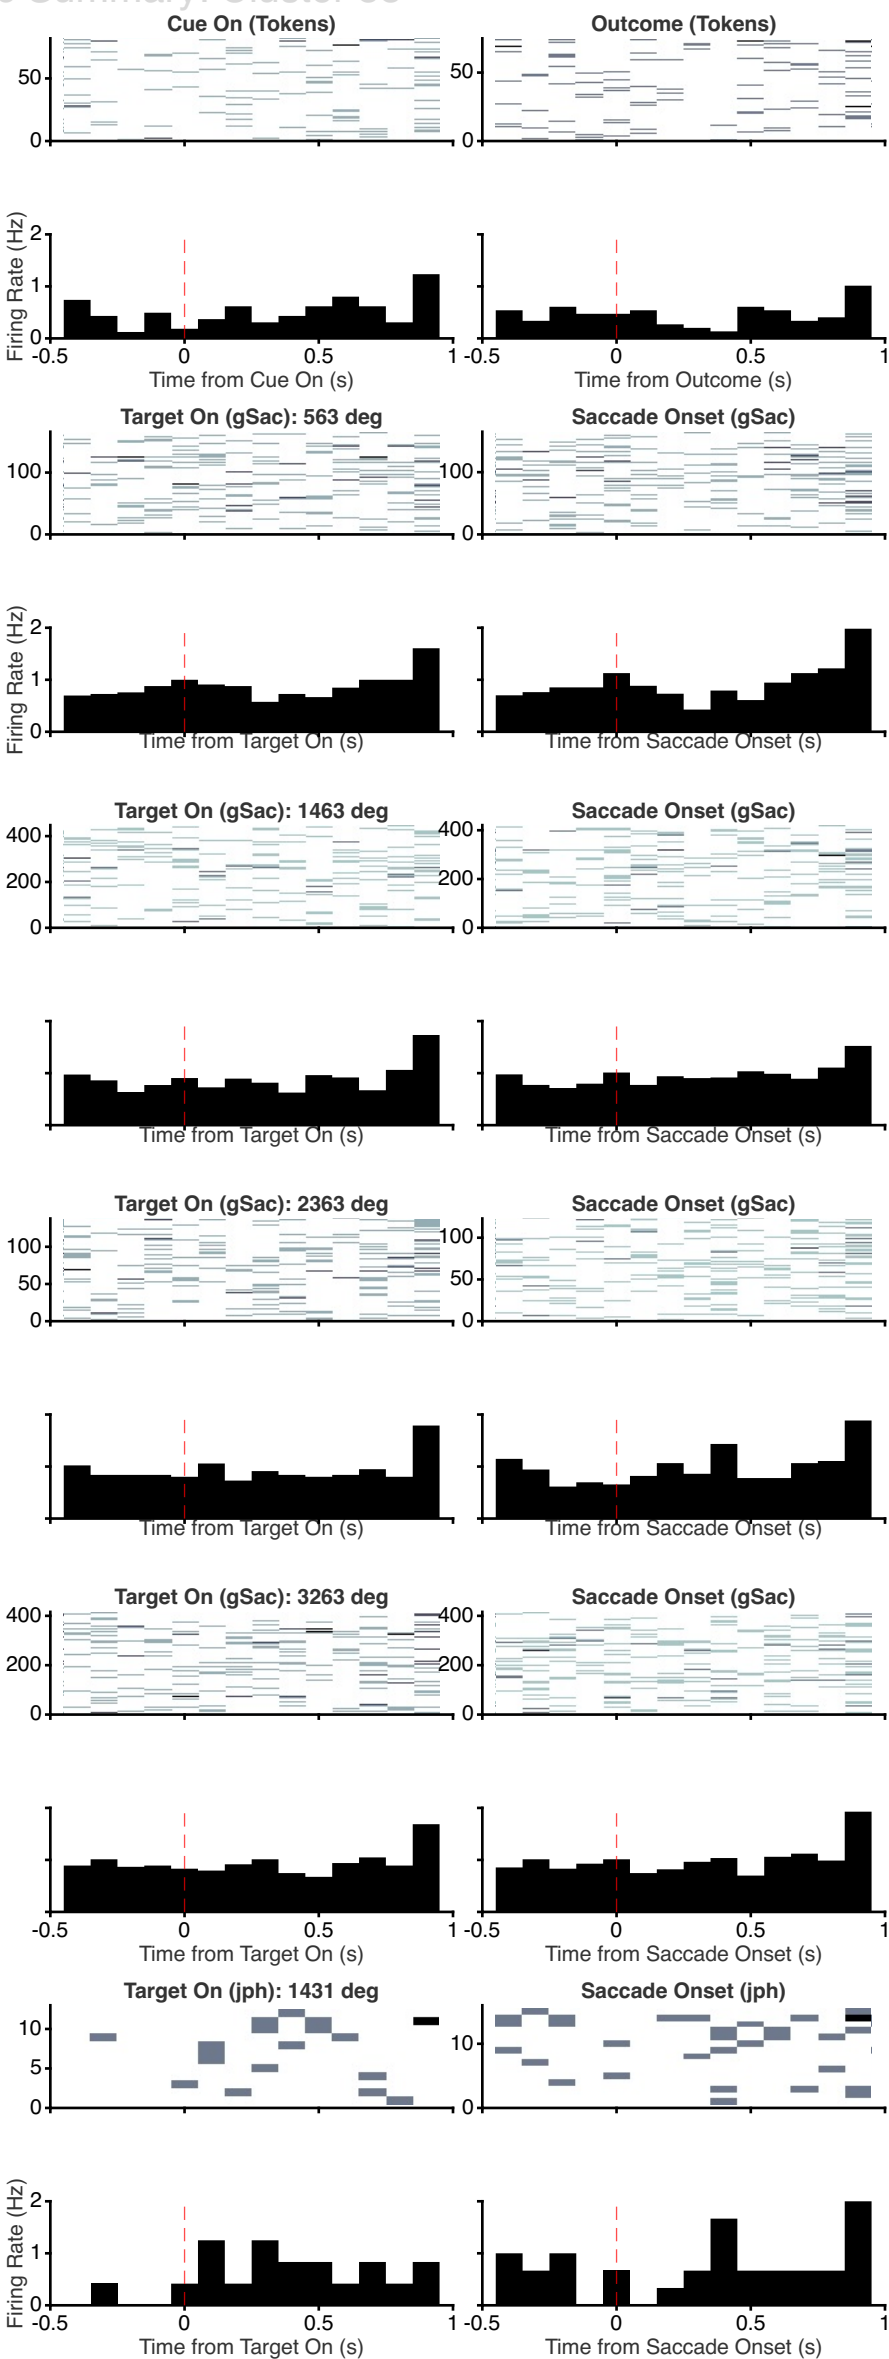 Summary: Cluster
Cue On (Tokens) Outcome (Tokens)
50 50
0 0
Firing Rate (Hz)
2
1
0
-0.5 0 0.5 1 -0.5 0 0.5 1
Time from Cue On (s) Time from Outcome (s)
Target On (gSac): 563 deg Saccade Onset (gSac)
100 100
0 0
Firing Rate (Hz)
2
1
0
Time from Target On (s) Time from Saccade Onset (s)
Target On (gSac): 1463 deg Saccade Onset (gSac)
400 400
200 200
0 0
Time from Target On (s) Time from Saccade Onset (s)
Target On (gSac): 2363 deg Saccade Onset (gSac)
100 100
50 50
0 0
Time from Target On (s) Time from Saccade Onset (s)
Target On (gSac): 3263 deg Saccade Onset (gSac)
400 400
200 200
0 0
-0.5 0 0.5 1 -0.5 0 0.5 1
Time from Target On (s) Time from Saccade Onset (s)
Target On (jph): 1431 deg Saccade Onset (jph)
10 10
5
0 0
Firing Rate (Hz)
2
1
0
-0.5 0 0.5 1 -0.5 0 0.5 1
Time from Target On (s) Time from Saccade Onset (s)